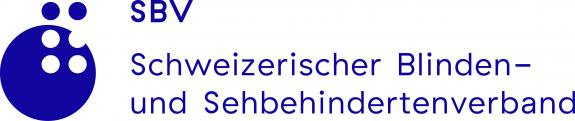 SBV
Schweizerischer Blinden–
und Sehbehindertenverband